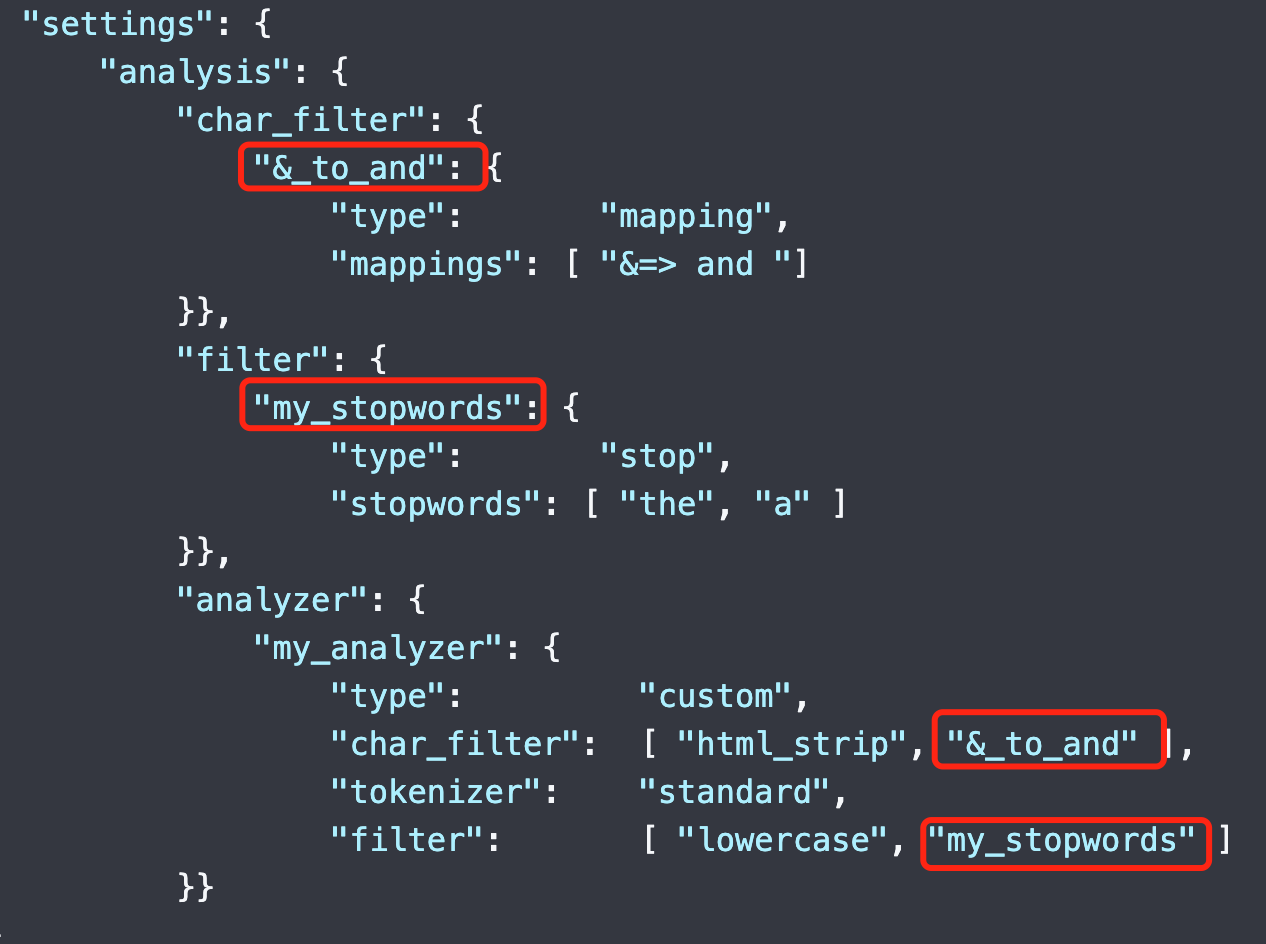 "settings": {
"analysis": {
"char_filter": {
"&_to_and": {
"type": "mapping",
"mappings": [ "&=> and "]
}},
"filter": {
"my_stopwords": {
"type": "stop",
"stopwords": [ "the", "a" ]
}},
"analyzer": {
"my_analyzer": {
"type": "custom",
"char_filter": [ "html_strip", "&_to_and" ],
"tokenizer": "standard",
"filter": [ "lowercase", "my_stopwords" ]
}}